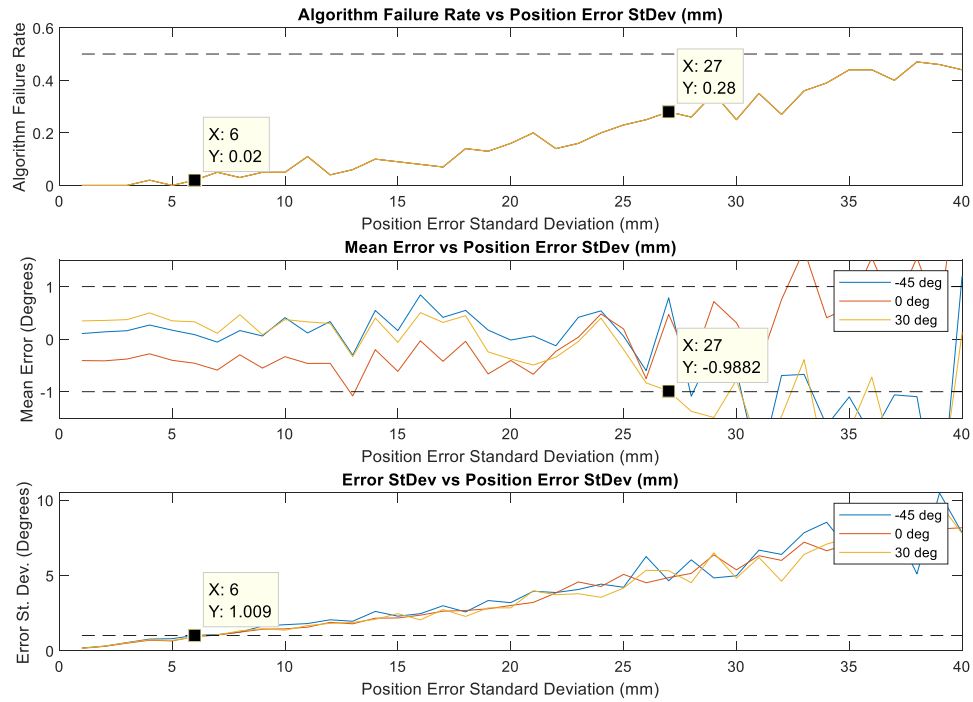 Algorithm Failure Rate vs Position Error StDev (mm)
Algorithm Failure Rate
0.6
0.4
0.2
0
X: 6
Y: 0.02
X: 27
Y: 0.28
0 5 10 15 20 25 30 35 40
Position Error Standard Deviation (mm)
Mean Error vs Position Error StDev (mm)
Mean Error (Degrees)
1
0
-1
-45 deg
0 deg
30 deg
X: 27
Y: -0.9882
0 5 10 15 20 25 30 35 40
Position Error Standard Deviation (mm)
Error StDev vs Position Error StDev (mm)
Error St. Dev. (Degrees)
10
5
0
-45 deg
0 deg
30 deg
X: 6
Y: 1.009
0 5 10 15 20 25 30 35 40
Position Error Standard Deviation (mm)